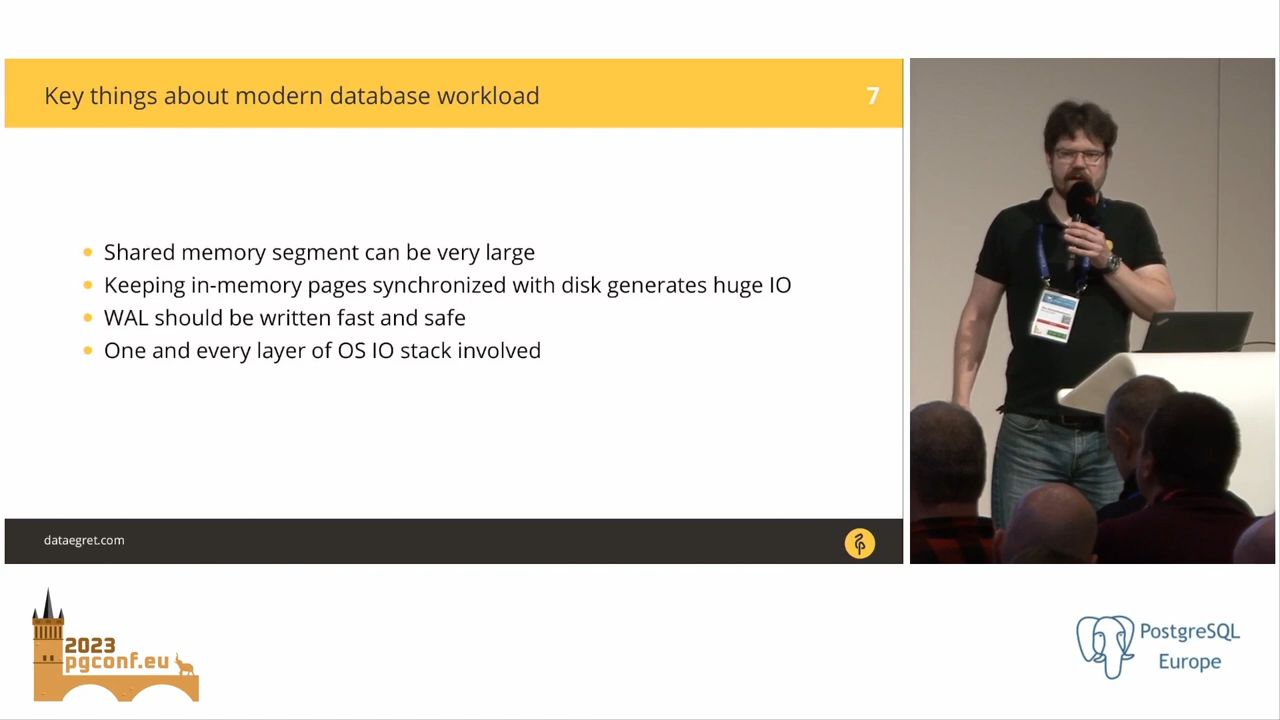 Key things about modern database workload
7
Shared memory segment can be very large
Keeping in-memory pages synchronized with disk generates huge IO
WAL should be written fast and safe
One and every layer of OS IO stack involved
dataegret.com
2023
pgconf.eu
PostgreSQL
Europe